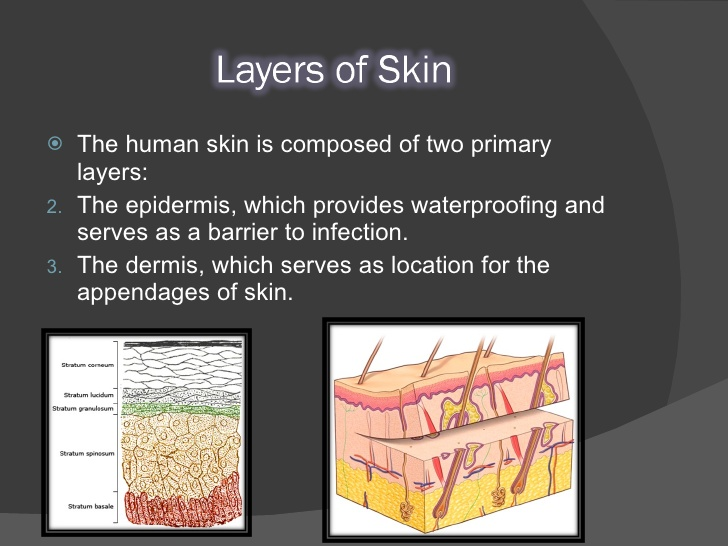 Layers of Skin
The human skin is composed of two primary
layers:
2. The epidermis, which provides waterproofing and
serves as a barrier to infection.
3. The dermis, which serves as location for the
appendages of skin.
Stratum corneum
Stratum lucidum
Stratum granulosum
Stratum spinosum
Stratum basale